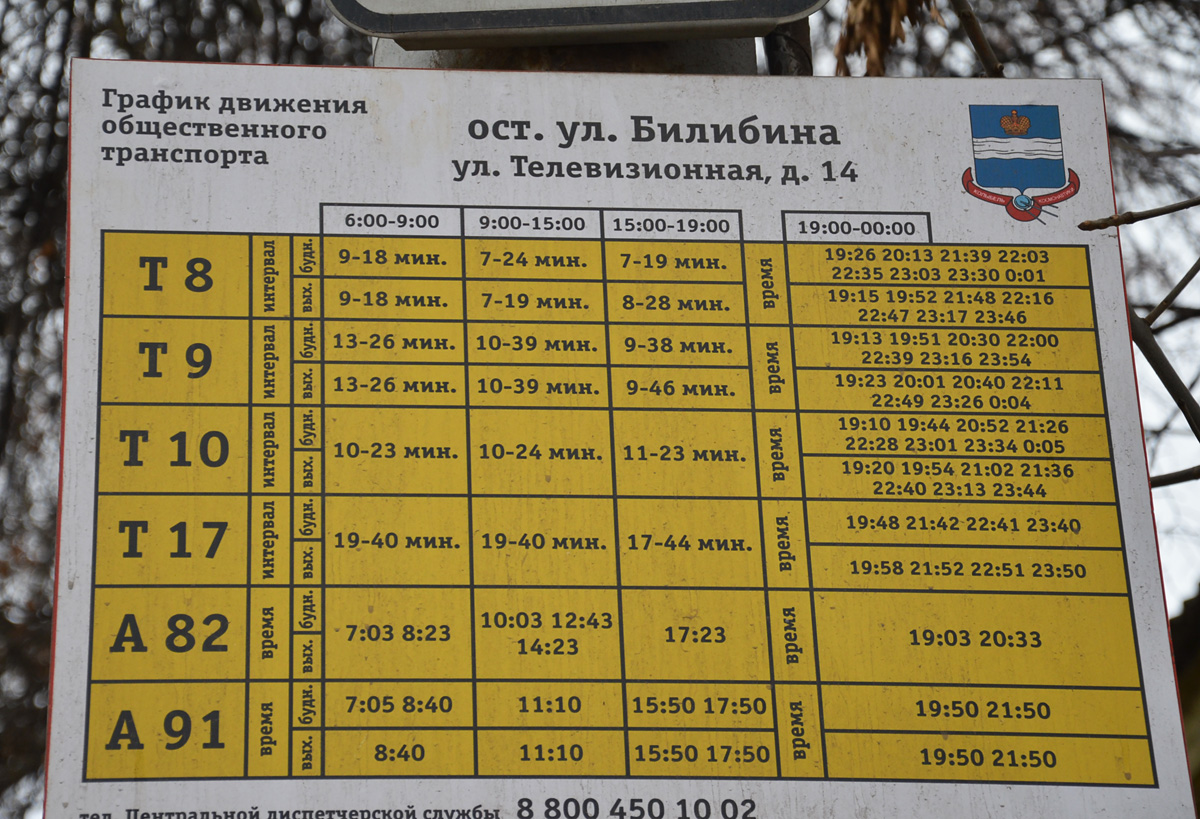 График движения
общественного
транспорта
ост. ул. Билибина
ул. Телевизионная, д. 14
6:00-9:00 9:00-15:00 15:00-19:00 19:00-00:00
Т 8 интервал будн. 9-18 мин. 7-24 мин. 7-19 мин. время 19:26 20:13 21:39 22:03
22:35 23:03 23:30 0:01
вых. 9-18 мин. 7-19 мин. 8-28 мин. 19:15 19:52 21:48 22:16
22:47 23:17 23:46
Т 9 интервал будн. 13-26 мин. 10-39 мин. 9-38 мин. время 19:13 19:51 20:30 22:00
22:39 23:16 23:54
вых. 13-26 мин. 10-39 мин. 9-46 мин. 19:23 20:01 20:40 22:11
22:49 23:26 0:04
Т 10 интервал будн. вых. 10-23 мин. 10-24 мин. 11-23 мин. время 19:10 19:44 20:52 21:26
22:28 23:01 23:34 0:05
19:20 19:54 21:02 21:36
22:40 23:13 23:44
Т 17 интервал будн. вых. 19-40 мин. 19-40 мин. 17-44 мин. время 19:48 21:42 22:41 23:40
19:58 21:52 22:51 23:50
А 82 время будн. вых. 7:03 8:23 10:03 12:43
14:23 17:23 время 19:03 20:33
А 91 время будн. 7:05 8:40 11:10 15:50 17:50 время 19:50 21:50
вых. 8:40 11:10 15:50 17:50 19:50 21:50
тел. Центральной диспетчерской службы 8 800 450 10 02